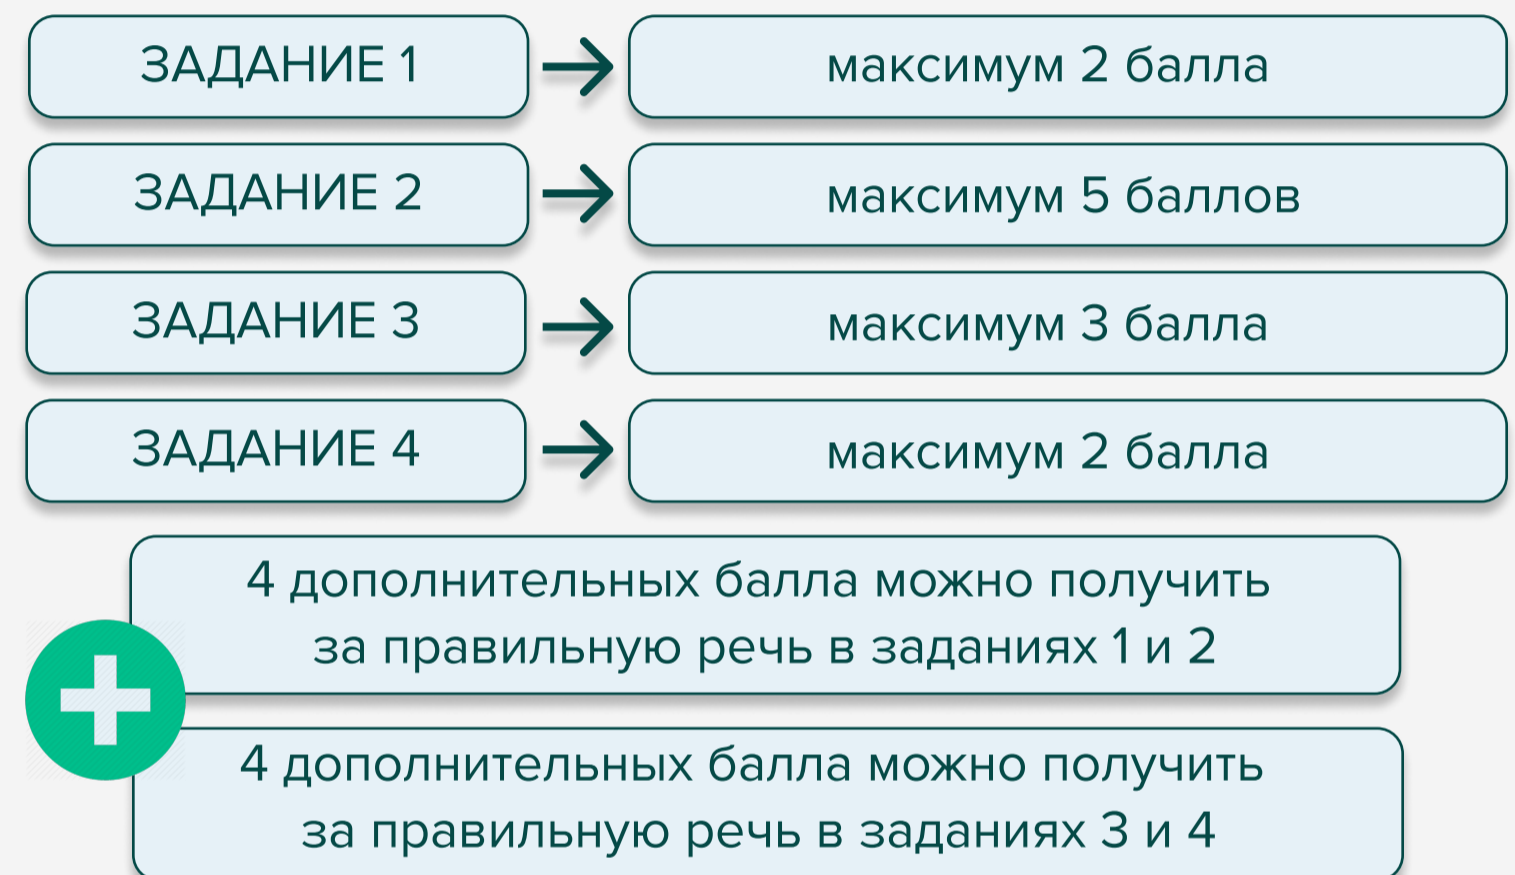 ЗАДАНИЕ 1
максимум 2 балла
ЗАДАНИЕ 2
максимум 5 баллов
ЗАДАНИЕ 3
максимум 3 балла
ЗАДАНИЕ 4
максимум 2 балла
4 дополнительных балла можно получить
за правильную речь в заданиях 1 и 2
4 дополнительных балла можно получить
за правильную речь в заданиях 3 и 4